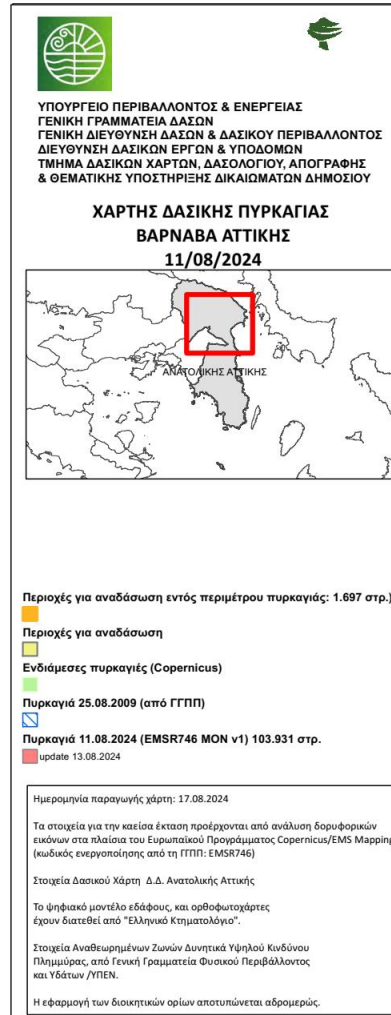 ΥΠΟΥΡΓΕΙΟ ΠΕΡΙΒΑΛΛΟΝΤΟΣ & ΕΝΕΡΓΕΙΑΣ
ΓΕΝΙΚΗ ΓΡΑΜΜΑΤΕΙΑ ΔΑΣΩΝ
ΓΕΝΙΚΗ ΔΙΕΥΘΥΝΣΗ ΔΑΣΩΝ & ΔΑΣΙΚΟΥ ΠΕΡΙΒΑΛΛΟΝΤΟΣ
ΔΙΕΥΘΥΝΣΗ ΔΑΣΙΚΩΝ ΕΡΓΩΝ & ΥΠΟΔΟΜΩΝ
ΤΜΗΜΑ ΔΑΣΙΚΩΝ ΧΑΡΤΩΝ, ΔΑΣΟΛΟΓΙΟΥ, ΑΠΟΓΡΑΦΗΣ
& ΘΕΜΑΤΙΚΗΣ ΥΠΟΣΤΗΡΙΞΗΣ ΔΙΚΑΙΩΜΑΤΩΝ ΔΗΜΟΣΙΟΥ
ΧΑΡΤΗΣ ΔΑΣΙΚΗΣ ΠΥΡΚΑΓΙΑΣ
ΒΑΡΝΑΒΑ ΑΤΤΙΚΗΣ
11/08/2024
ΑΝΑΤΟΛΙΚΗΣ ΑΤΤΙΚΗΣ
Περιοχές για αναδάσωση εντός περιμέτρου πυρκαγιάς: 1.697 στρ.)
Περιοχές για αναδάσωση
Ενδιάμεσες πυρκαγιές (Copernicus)
Πυρκαγιά 25.08.2009 (από ΓΓΠΠ)
Πυρκαγιά 11.08.2024 (EMSR746 MON v1) 103.931 στρ.
update 13.08.2024
Ημερομηνία παραγωγής χάρτη: 17.08.2024
Τα στοιχεία για την καείσα έκταση προέρχονται από ανάλυση δορυφορικών
εικόνων στα πλαίσια του Ευρωπαϊκού Προγράμματος Copernicus/EMS Mapping
(κωδικός ενεργοποίησης από τη ΓΓΠΠ: EMSR746)
Στοιχεία Δασικού Χάρτη Δ.Δ. Ανατολικής Αττικής
Το ψηφιακό μοντέλο εδάφους, και ορθοφωτοχάρτες
έχουν διατεθεί από "Ελληνικό Κτηματολόγιο".
Στοιχεία Αναθεωρημένων Ζωνών Δυνητικά Υψηλού Κινδύνου
Πλημμύρας, από Γενική Γραμματεία Φυσικού Περιβάλλοντος
και Υδάτων /ΥΠΕΝ.
Η εφαρμογή των διοικητικών ορίων αποτυπώνεται αδρομερώς.